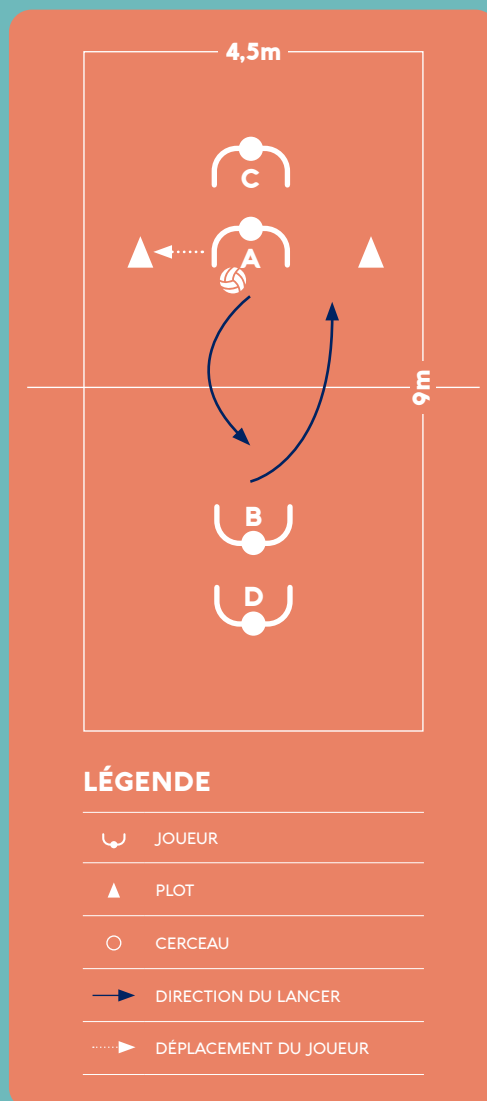 4,5m
C
A
9m
B
D
LÉGENDE
JOUEUR
PLOT
CERCEAU
DIRECTION DU LANCER
DÉPLACEMENT DU JOUEUR